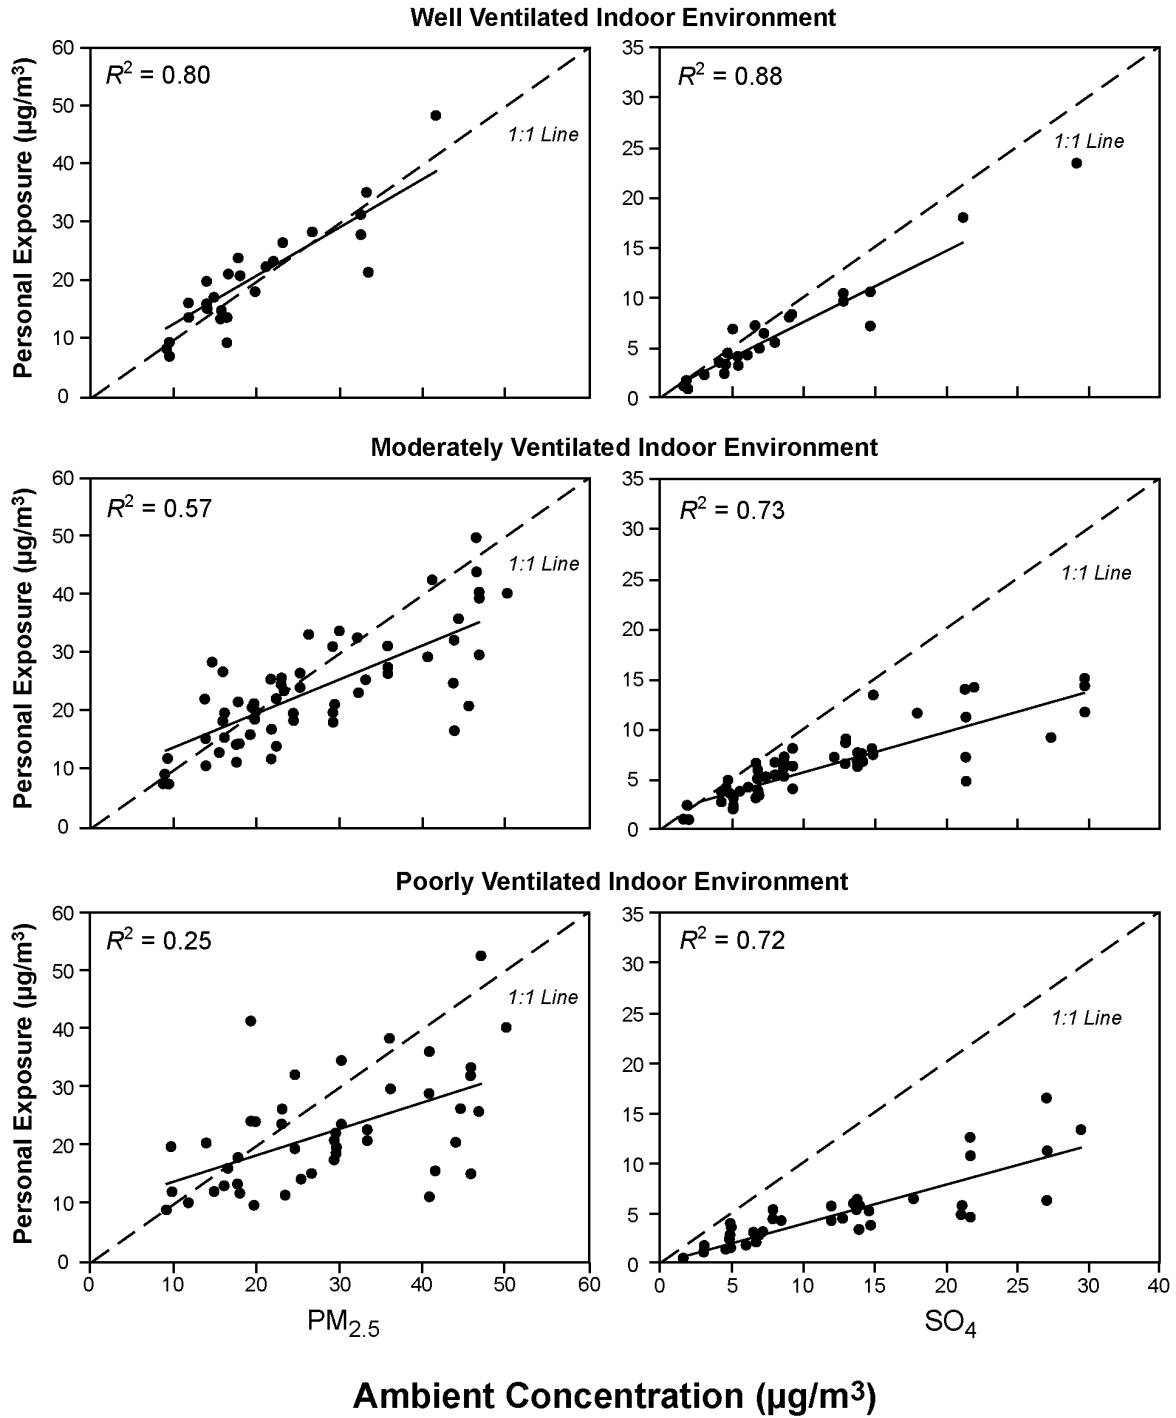 Well Ventilated Indoor Environment
Personal Exposure (µg/m³)
60
50
40
30
20
10
0
R² = 0.80
1:1 Line
35
30
25
20
15
10
5
0
R² = 0.88
1:1 Line
Moderately Ventilated Indoor Environment
Personal Exposure (µg/m³)
60
50
40
30
20
10
0
R² = 0.57
1:1 Line
35
30
25
20
15
10
5
0
R² = 0.73
1:1 Line
Poorly Ventilated Indoor Environment
Personal Exposure (µg/m³)
60
50
40
30
20
10
0
R² = 0.25
1:1 Line
0 10 20 30 40 50 60
PM2.5
35
30
25
20
15
10
5
0
R² = 0.72
1:1 Line
0 5 10 15 20 25 30 35 40
SO4
Ambient Concentration (µg/m³)